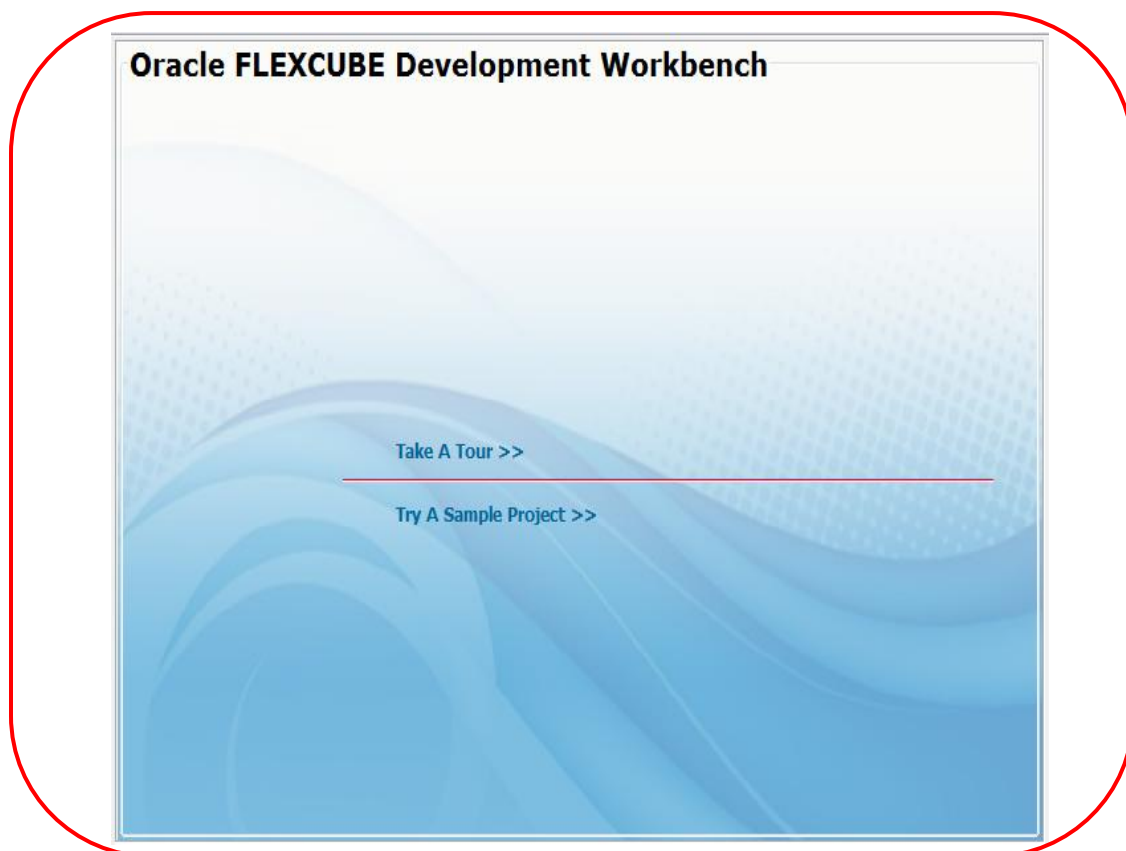 Oracle FLEXCUBE Development Workbench
Take A Tour >>
Try A Sample Project >>